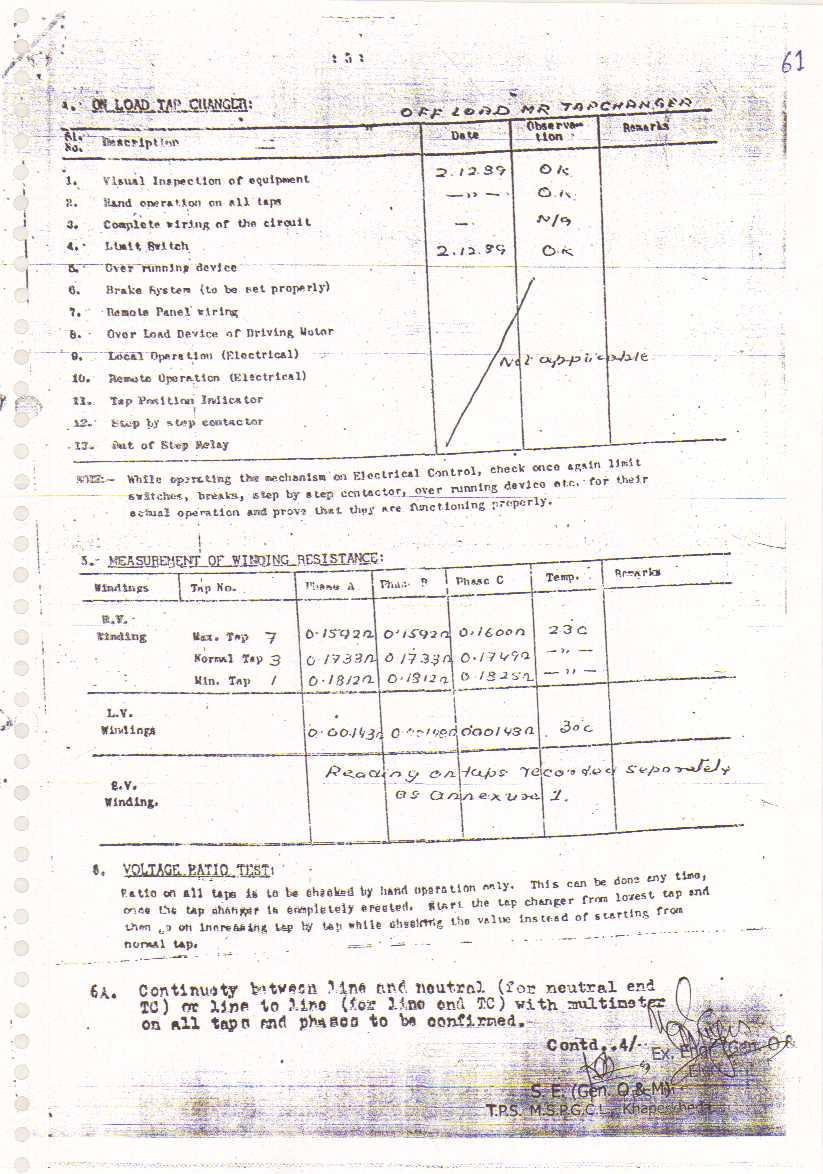 : 5 :
61
4. ON LOAD TAP CHANGER:
OFF LOAD MR TAPCHANGER
Sl. No. Description Date Observa- tion Remarks
1. Visual Inspection of equipment 2.12.89 OK
2. Hand operation on all taps —〃— O.K.
3. Complete wiring of the circuit — N/A
4. Limit Switch 2.12.89 OK
5. Over running device
6. Brake System (to be set properly)
7. Remote Panel wiring
8. Over Load Device of Driving Motor
9. Local Operation (Electrical) Not applicable
10. Remote Operation (Electrical)
11. Tap Position Indicator
12. Step by step contactor
13. Out of Step Relay
NOTE:- While operating the mechanism on Electrical Control, check once again limit
switches, breaks, step by step contactor, over running device etc. for their
actual operation and prove that they are functioning properly.
5. MEASUREMENT OF WINDING RESISTANCE:
Windings Tap No. Phase A Phase B Phase C Temp. Remarks
H.V.
Winding Max. Tap 7 0.1592Ω 0.1592Ω 0.1600Ω 23C
Normal Tap 3 0.1733Ω 0.1733Ω 0.1749Ω —〃—
Min. Tap 1 0.1812Ω 0.1812Ω 0.1825Ω —〃—
L.V.
Windings 0.00143Ω 0.00143Ω 30c
Reading on taps recorded separately
S.V. as annexure 1.
Winding.
6. VOLTAGE RATIO TEST:
Ratio on all taps is to be checked by hand operation only. This can be done any time,
once the tap changer is completely erected. Start the tap changer from lowest tap and
then go on increasing tap by tap while checking the value instead of starting from
normal tap.
6A. Continuety between line and neutral (for neutral end
TC) or line to line (for line end TC) with multimeter
on all taps and phases to be confirmed.
Contd..4/-
Ex. Engr (Gen. O &
S. E. (Gen. O & M)
T.P.S. M.S.P.G.C.L., Khaperkheda